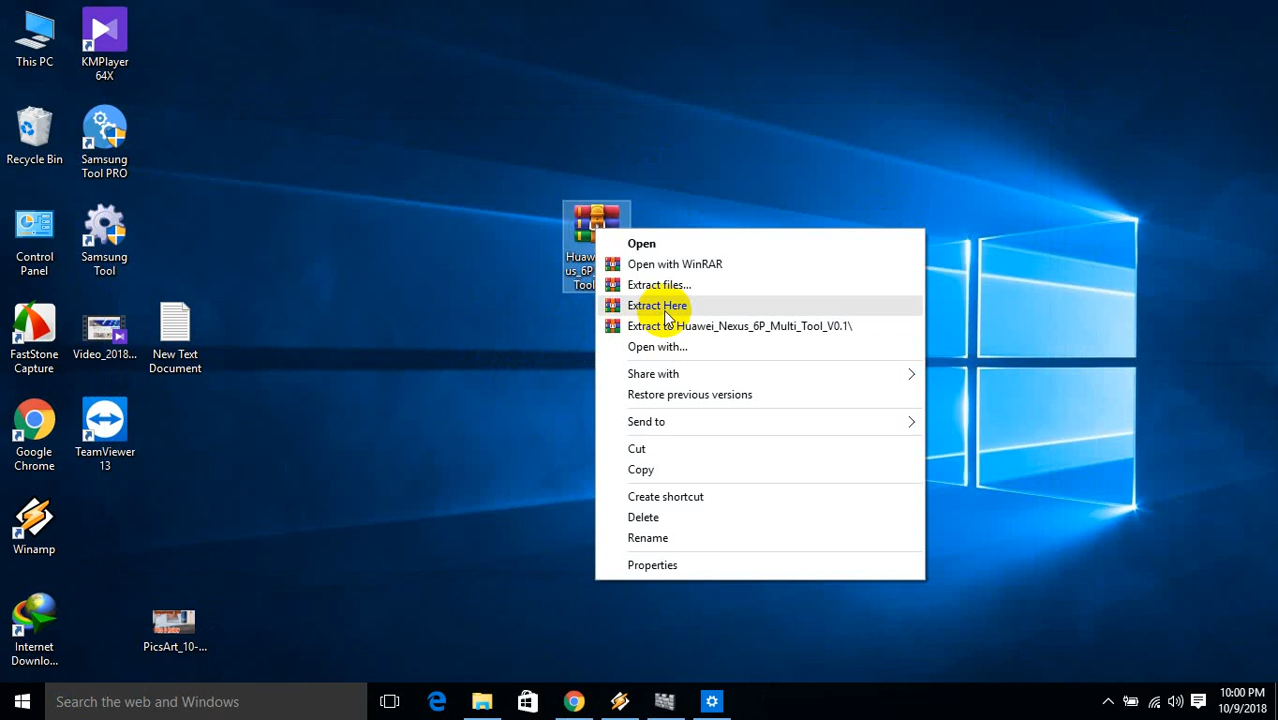 This PC
KMPlayer
64X
Recycle Bin
Samsung
Tool PRO
Control
Panel
Samsung
Tool
FastStone
Capture
Video_2018...
New Text
Document
Google
Chrome
TeamViewer
13
Winamp
Internet
Downlo...
PicsArt_10-...
Huaw
us_6P_
Tool
Open
Open with WinRAR
Extract files...
Extract Here
Extract to Huawei_Nexus_6P_Multi_Tool_V0.1\
Open with...
Share with
Restore previous versions
Send to
Cut
Copy
Create shortcut
Delete
Rename
Properties
Search the web and Windows
10:00 PM
10/9/2018